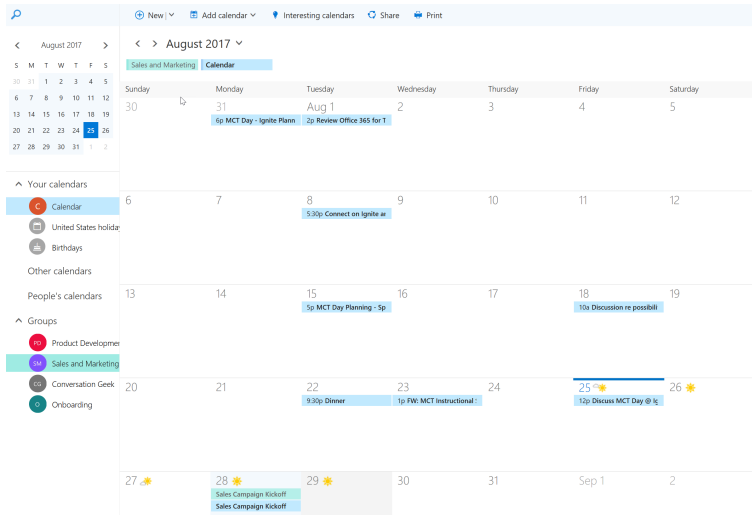 New
Add calendar
Interesting calendars
Share
Print
August 2017
S M T W T F S
30 31 1 2 3 4 5
6 7 8 9 10 11 12
13 14 15 16 17 18 19
20 21 22 23 24 25 26
27 28 29 30 31 1 2
Your calendars
C Calendar
United States holiday
Birthdays
Other calendars
People's calendars
Groups
PD Product Developmer
SM Sales and Marketing
CG Conversation Geek
O Onboarding
August 2017
Sales and Marketing Calendar
Sunday Monday Tuesday Wednesday Thursday Friday Saturday
30 31 Aug 1 2 3 4 5
6p MCT Day - Ignite Plann 2p Review Office 365 for T
6 7 8 9 10 11 12
5:30p Connect on Ignite
13 14 15 16 17 18 19
5p MCT Day Planning - Sp 10a Discussion re possibili
20 21 22 23 24 25 26
9:30p Dinner 1p FW: MCT Instructional 12p Discuss MCT Day @
27 28 29 30 31 Sep 1 2
Sales Campaign Kickoff
Sales Campaign Kickoff